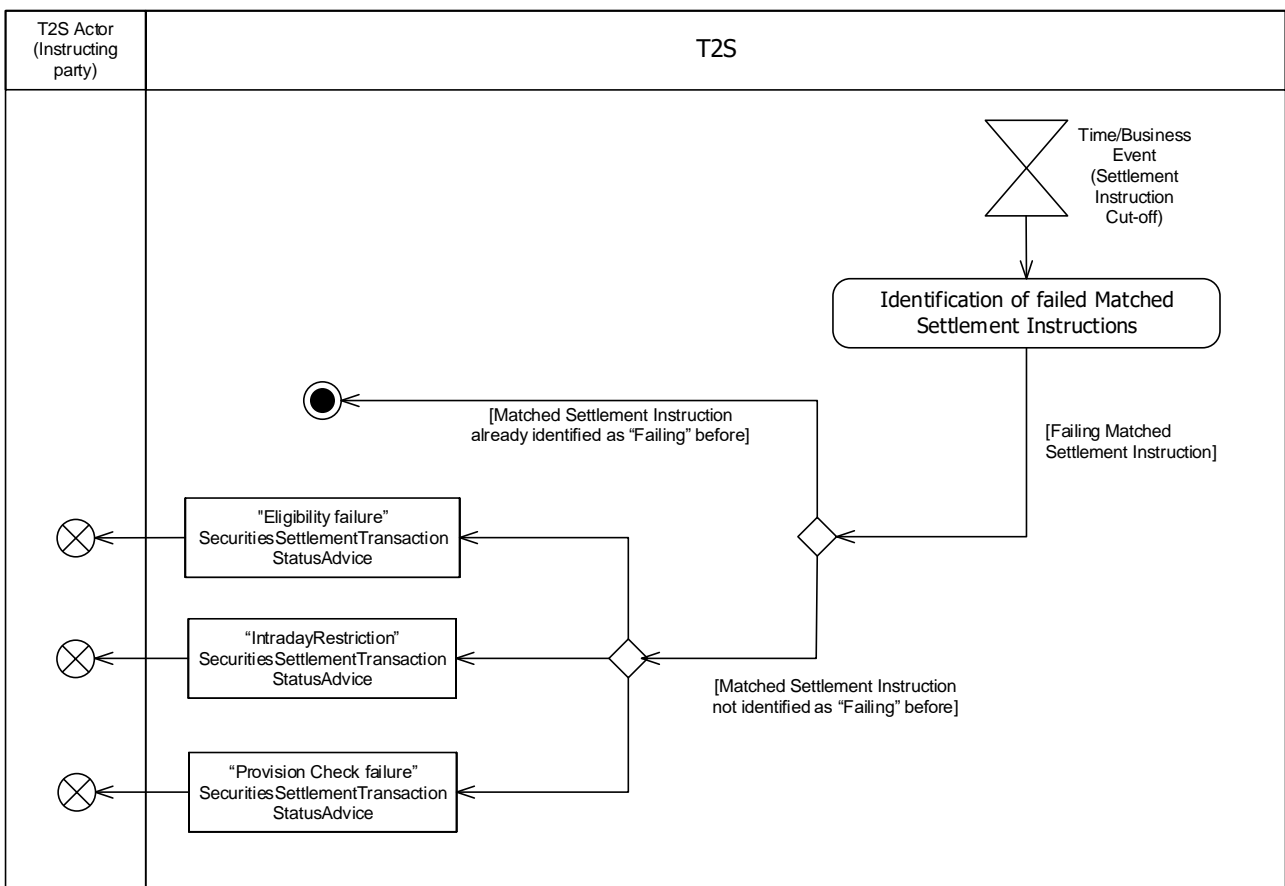 T2S Actor
(Instructing
party)
T2S
Time/Business
Event
(Settlement
Instruction
Cut-off)
Identification of failed Matched
Settlement Instructions
[Matched Settlement Instruction
already identified as “Failing” before]
[Failing Matched
Settlement Instruction]
"Eligibility failure”
SecuritiesSettlementTransaction
StatusAdvice
“IntradayRestriction”
SecuritiesSettlementTransaction
StatusAdvice
[Matched Settlement Instruction
not identified as “Failing” before]
“Provision Check failure”
SecuritiesSettlementTransaction
StatusAdvice